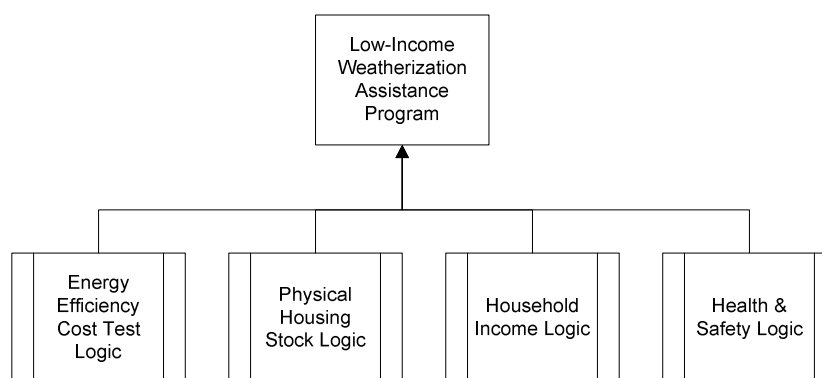 Low-Income
Weatherization
Assistance
Program
Energy
Efficiency
Cost Test
Logic
Physical
Housing
Stock Logic
Household
Income Logic
Health &
Safety Logic